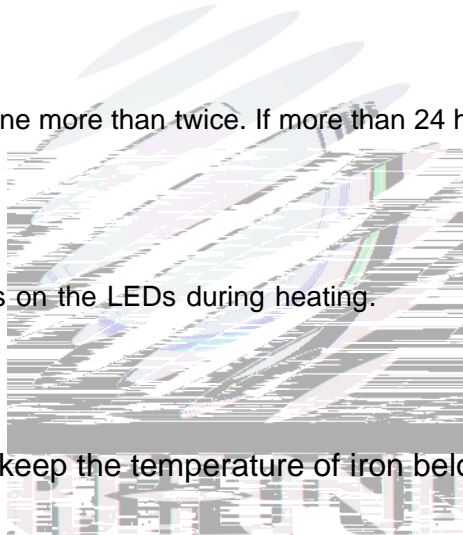 ne more than twice. If more than 24 h
s on the LEDs during heating.
keep the temperature of iron belo